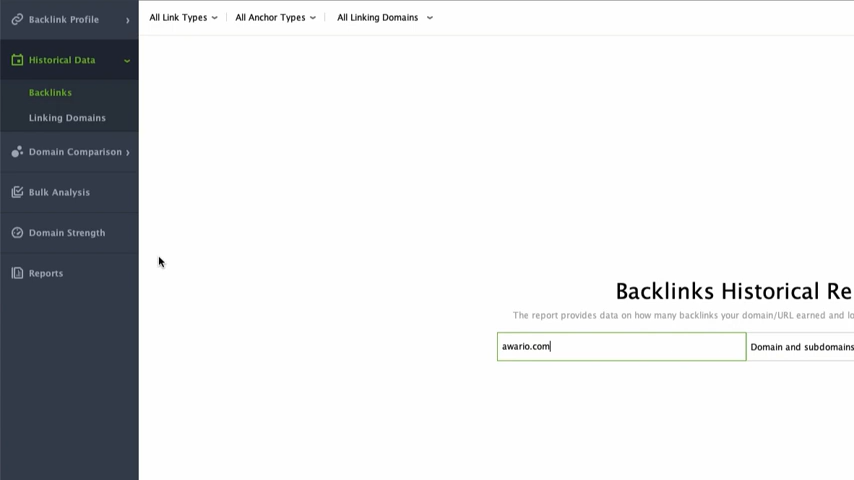 Backlink Profile
All Link Types
All Anchor Types
All Linking Domains
Historical Data
Backlinks
Linking Domains
Domain Comparison
Bulk Analysis
Domain Strength
Reports
Backlinks Historical Re
The report provides data on how many backlinks your domain/URL earned and lo
awario.com
Domain and subdomains